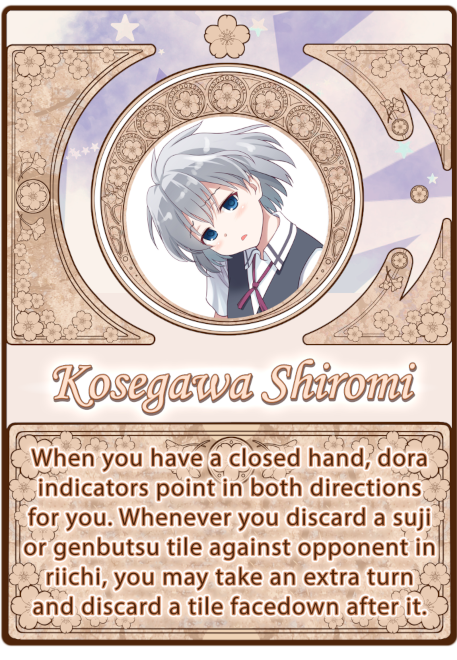 Kosegawa Shiromi
When you have a closed hand, dora
indicators point in both directions
for you. Whenever you discard a suji
or genbutsu tile against opponent in
riichi, you may take an extra turn
and discard a tile facedown after it.